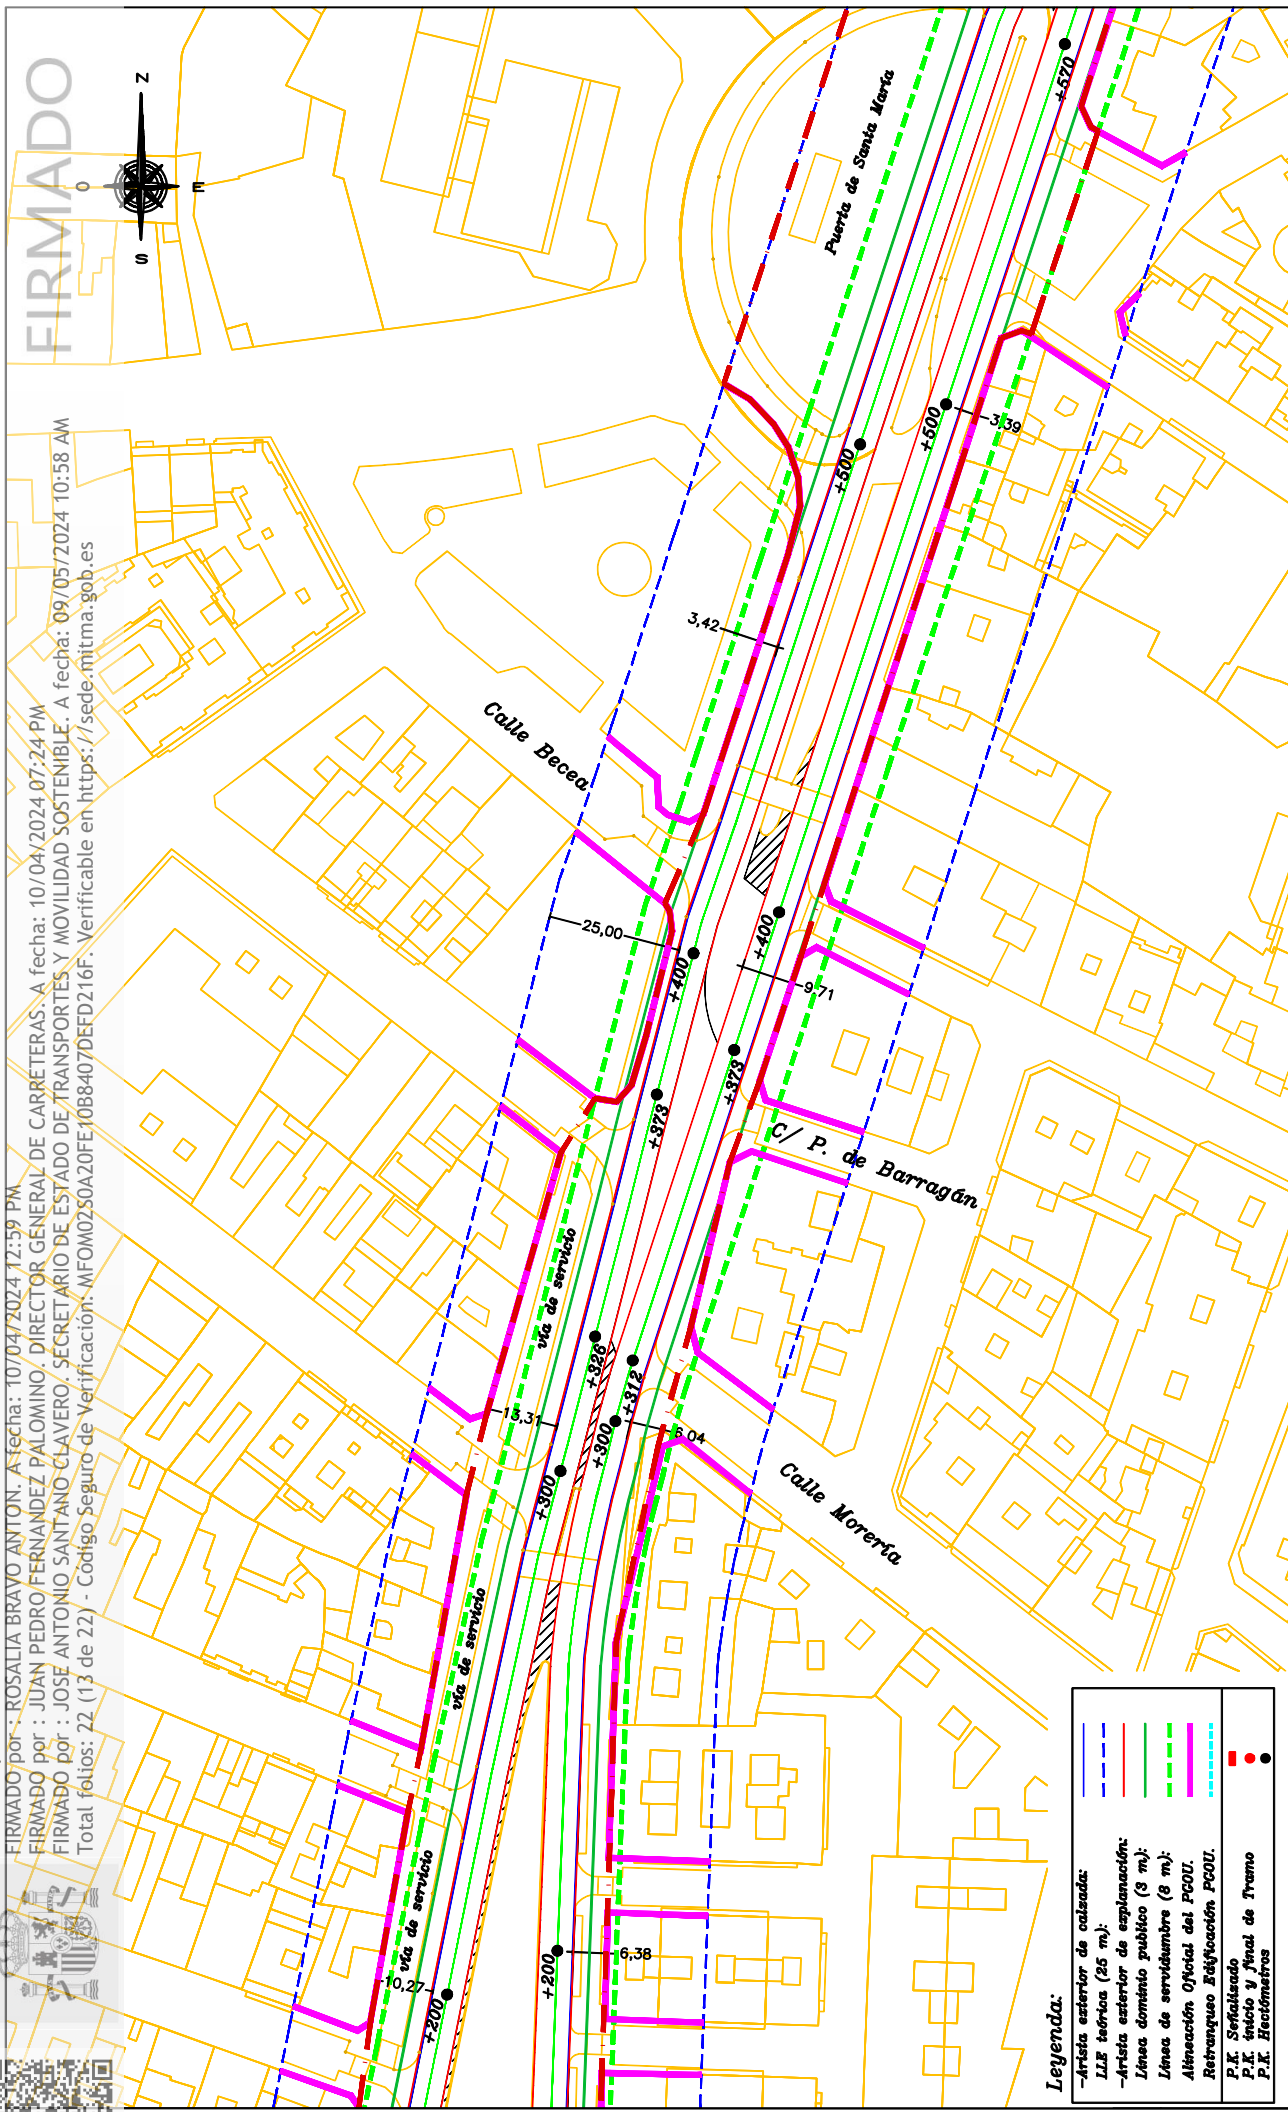 FIRMADO por : ROSALIA BRAVO ANTON. A fecha: 10/04/2024 12:59 PM
FIRMADO por : JUAN PEDRO FERNANDEZ PALOMINO. DIRECTOR GENERAL DE CARRETERAS. A fecha: 10/04/2024 07:24 PM
FIRMADO por : JOSE ANTONIO SANTANO CLAVERO. SECRETARIO DE ESTADO DE TRANSPORTES Y MOVILIDAD SOSTENIBLE. A fecha: 09/05/2024 10:58 AM
Total folios: 22 (13 de 22) - Código Seguro de Verificación: MFOM02S0A20FE10B8407DEFD216F. Verificable en https://sede.mitma.gob.es
FIRMADO
N
O
E
S
Puerta de Santa María
+570
+500
+500
3,39
3,42
Calle Becea
25,00
+400
+400
9,71
+373
+373
C/ P. de Barragán
vía de servicio
+326
+312
13,31
+300
+300
6,04
Calle Morería
vía de servicio
vía de servicio
10,27
+200
+200
6,38
Leyenda:
-Arista exterior de calzada:
LLE teórica (25 m):
-Arista exterior de explanación:
Línea dominio publico (3 m):
Línea de servidumbre (8 m):
Alineación Oficial del PGOU.
Retranqueo Edificación PGOU.
P.K. Señalizado
P.K. inicio y final de Tramo
P.K. Hectómetros